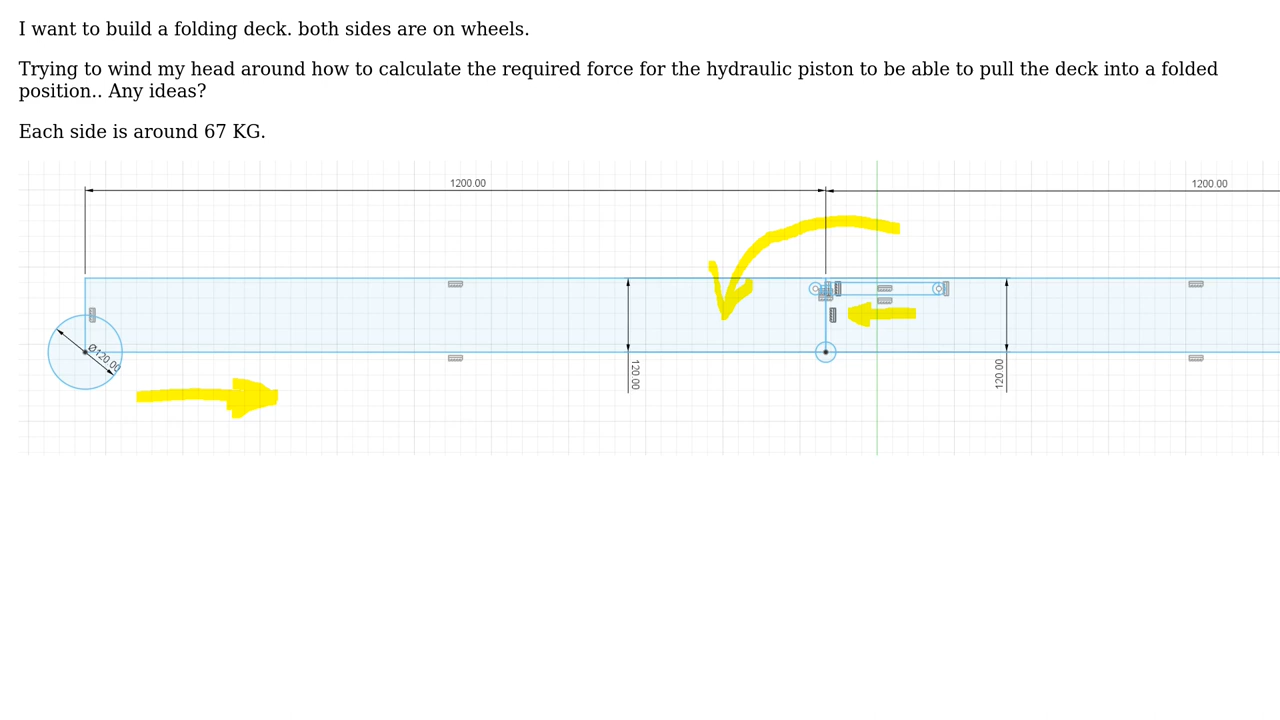 I want to build a folding deck. both sides are on wheels.
Trying to wind my head around how to calculate the required force for the hydraulic piston to be able to pull the deck into a folded
position.. Any ideas?
Each side is around 67 KG.
1200.00
1200.00
Ø120.00
120.00
120.00